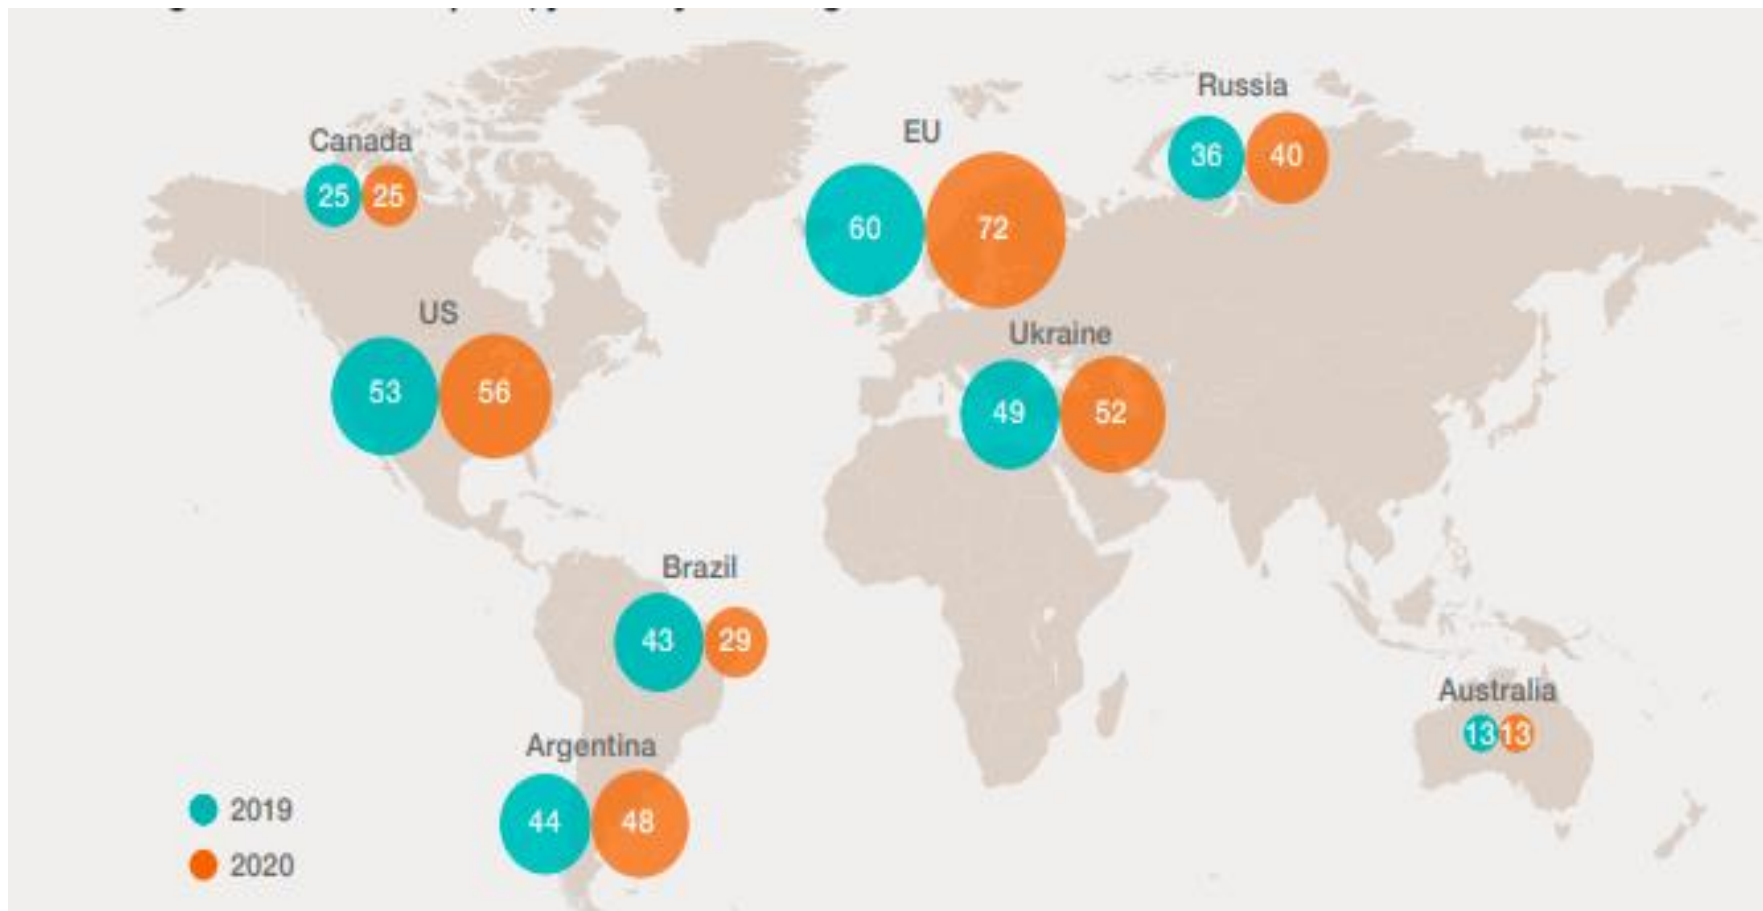 Russia
36 40
EU
60 72
Canada
25 25
US
53 56
Ukraine
49 52
Brazil
43 29
Australia
13 13
Argentina
44 48
2019
2020